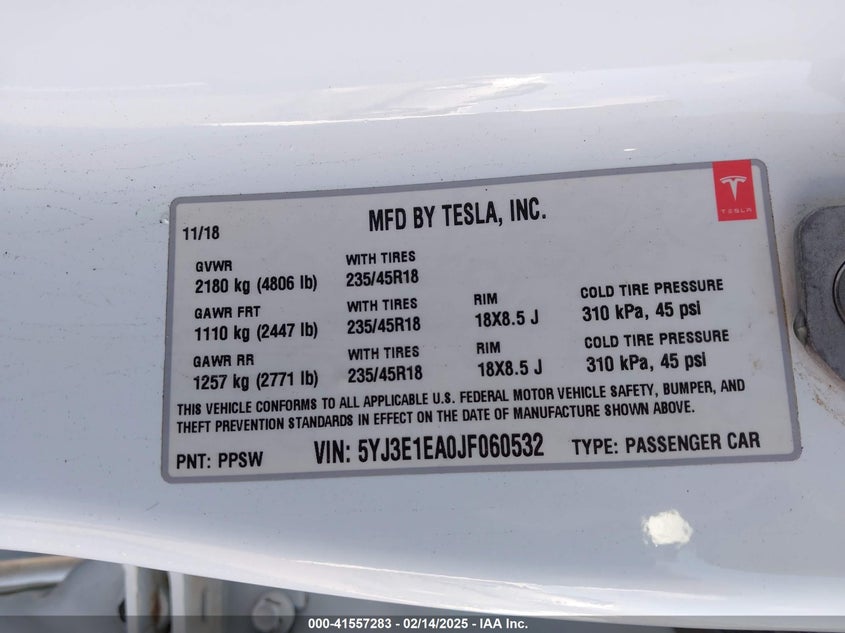 MFD BY TESLA, INC.
TESLA
11/18
GVWR WITH TIRES
2180 kg (4806 lb) 235/45R18
GAWR FRT WITH TIRES RIM COLD TIRE PRESSURE
1110 kg (2447 lb) 235/45R18 18X8.5 J 310 kPa, 45 psi
GAWR RR WITH TIRES RIM COLD TIRE PRESSURE
1257 kg (2771 lb) 235/45R18 18X8.5 J 310 kPa, 45 psi
THIS VEHICLE CONFORMS TO ALL APPLICABLE U.S. FEDERAL MOTOR VEHICLE SAFETY, BUMPER, AND
THEFT PREVENTION STANDARDS IN EFFECT ON THE DATE OF MANUFACTURE SHOWN ABOVE.
PNT: PPSW VIN: 5YJ3E1EA0JF060532 TYPE: PASSENGER CAR
000-41557283 - 02/14/2025 - IAA Inc.